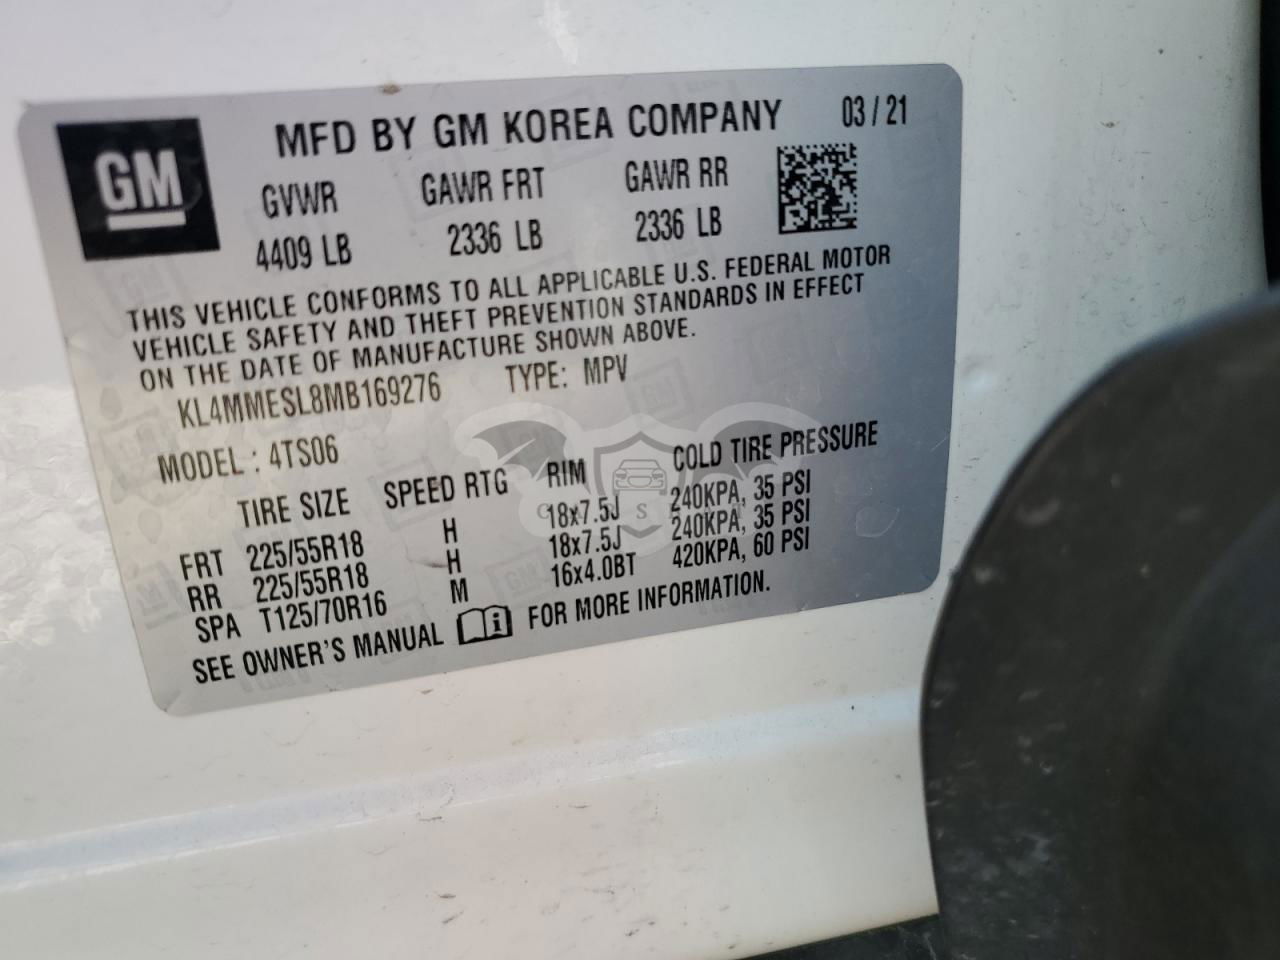 GM
MFD BY GM KOREA COMPANY 03 / 21
GVWR GAWR FRT GAWR RR
4409 LB 2336 LB 2336 LB
THIS VEHICLE CONFORMS TO ALL APPLICABLE U.S. FEDERAL MOTOR
VEHICLE SAFETY AND THEFT PREVENTION STANDARDS IN EFFECT
ON THE DATE OF MANUFACTURE SHOWN ABOVE.
KL4MMESL8MB169276 TYPE: MPV
MODEL: 4TS06
TIRE SIZE SPEED RTG RIM COLD TIRE PRESSURE
FRT 225/55R18 H 18x7.5J 240KPA, 35 PSI
RR 225/55R18 H 18x7.5J 240KPA, 35 PSI
SPA T125/70R16 M 16x4.0BT 420KPA, 60 PSI
SEE OWNER'S MANUAL FOR MORE INFORMATION.